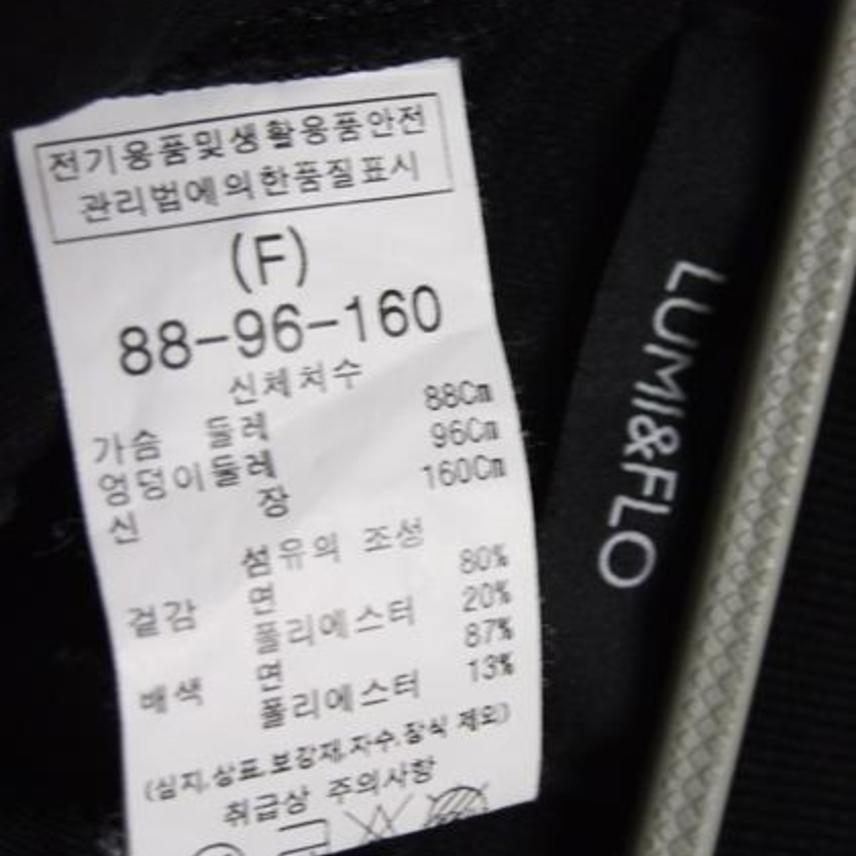 전기용품및생활용품안전
관리법에의한품질표시
(F)
88-96-160
신체치수
가슴 둘레 88Cm
엉덩이둘레 96Cm
신 장 160Cm
섬유의 조성
겉감 면 80%
폴리에스터 20%
배색 면 87%
폴리에스터 13%
(심지,상표,보강재,자수,장식 제외)
취급상 주의사항
LUMI&FLO